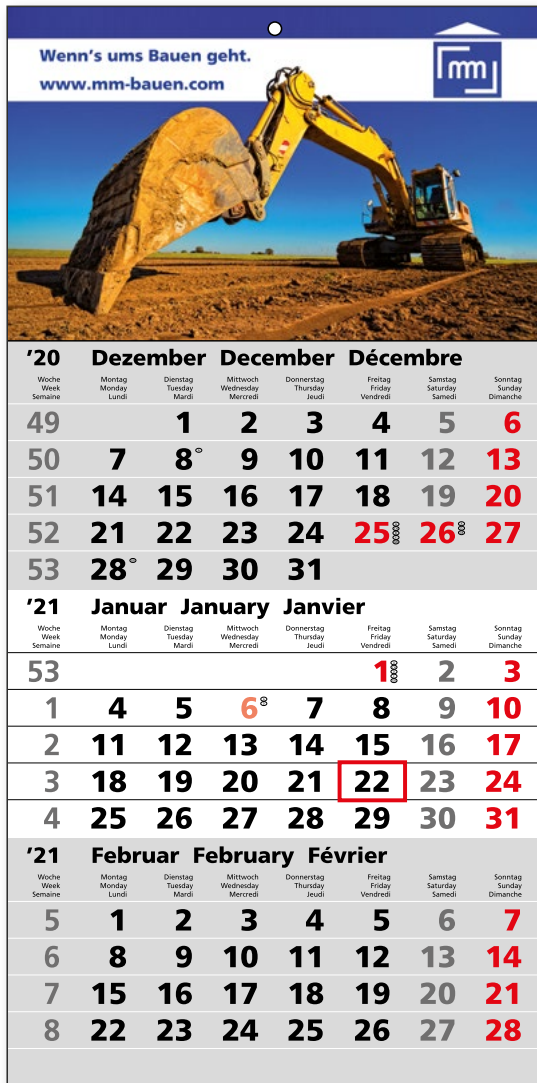 Wenn's ums Bauen geht.
www.mm-bauen.com
mm
'20 Dezember December Décembre
Woche Montag Dienstag Mittwoch Donnerstag Freitag Samstag Sonntag
Week Monday Tuesday Wednesday Thursday Friday Saturday Sunday
Semaine Lundi Mardi Mercredi Jeudi Vendredi Samedi Dimanche
49 1 2 3 4 5 6
50 7 8 9 10 11 12 13
51 14 15 16 17 18 19 20
52 21 22 23 24 25 26 27
53 28 29 30 31
'21 Januar January Janvier
Woche Montag Dienstag Mittwoch Donnerstag Freitag Samstag Sonntag
Week Monday Tuesday Wednesday Thursday Friday Saturday Sunday
Semaine Lundi Mardi Mercredi Jeudi Vendredi Samedi Dimanche
53 1 2 3
1 4 5 6 7 8 9 10
2 11 12 13 14 15 16 17
3 18 19 20 21 22 23 24
4 25 26 27 28 29 30 31
'21 Februar February Février
Woche Montag Dienstag Mittwoch Donnerstag Freitag Samstag Sonntag
Week Monday Tuesday Wednesday Thursday Friday Saturday Sunday
Semaine Lundi Mardi Mercredi Jeudi Vendredi Samedi Dimanche
5 1 2 3 4 5 6 7
6 8 9 10 11 12 13 14
7 15 16 17 18 19 20 21
8 22 23 24 25 26 27 28